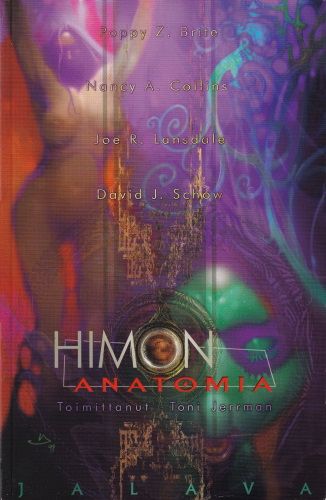 Poppy Z. Brite
Nancy A. Collins
Joe R. Lansdale
David J. Schow
HIMON
ANATOMIA
Toimittanut Toni Jerrman
JALAVA